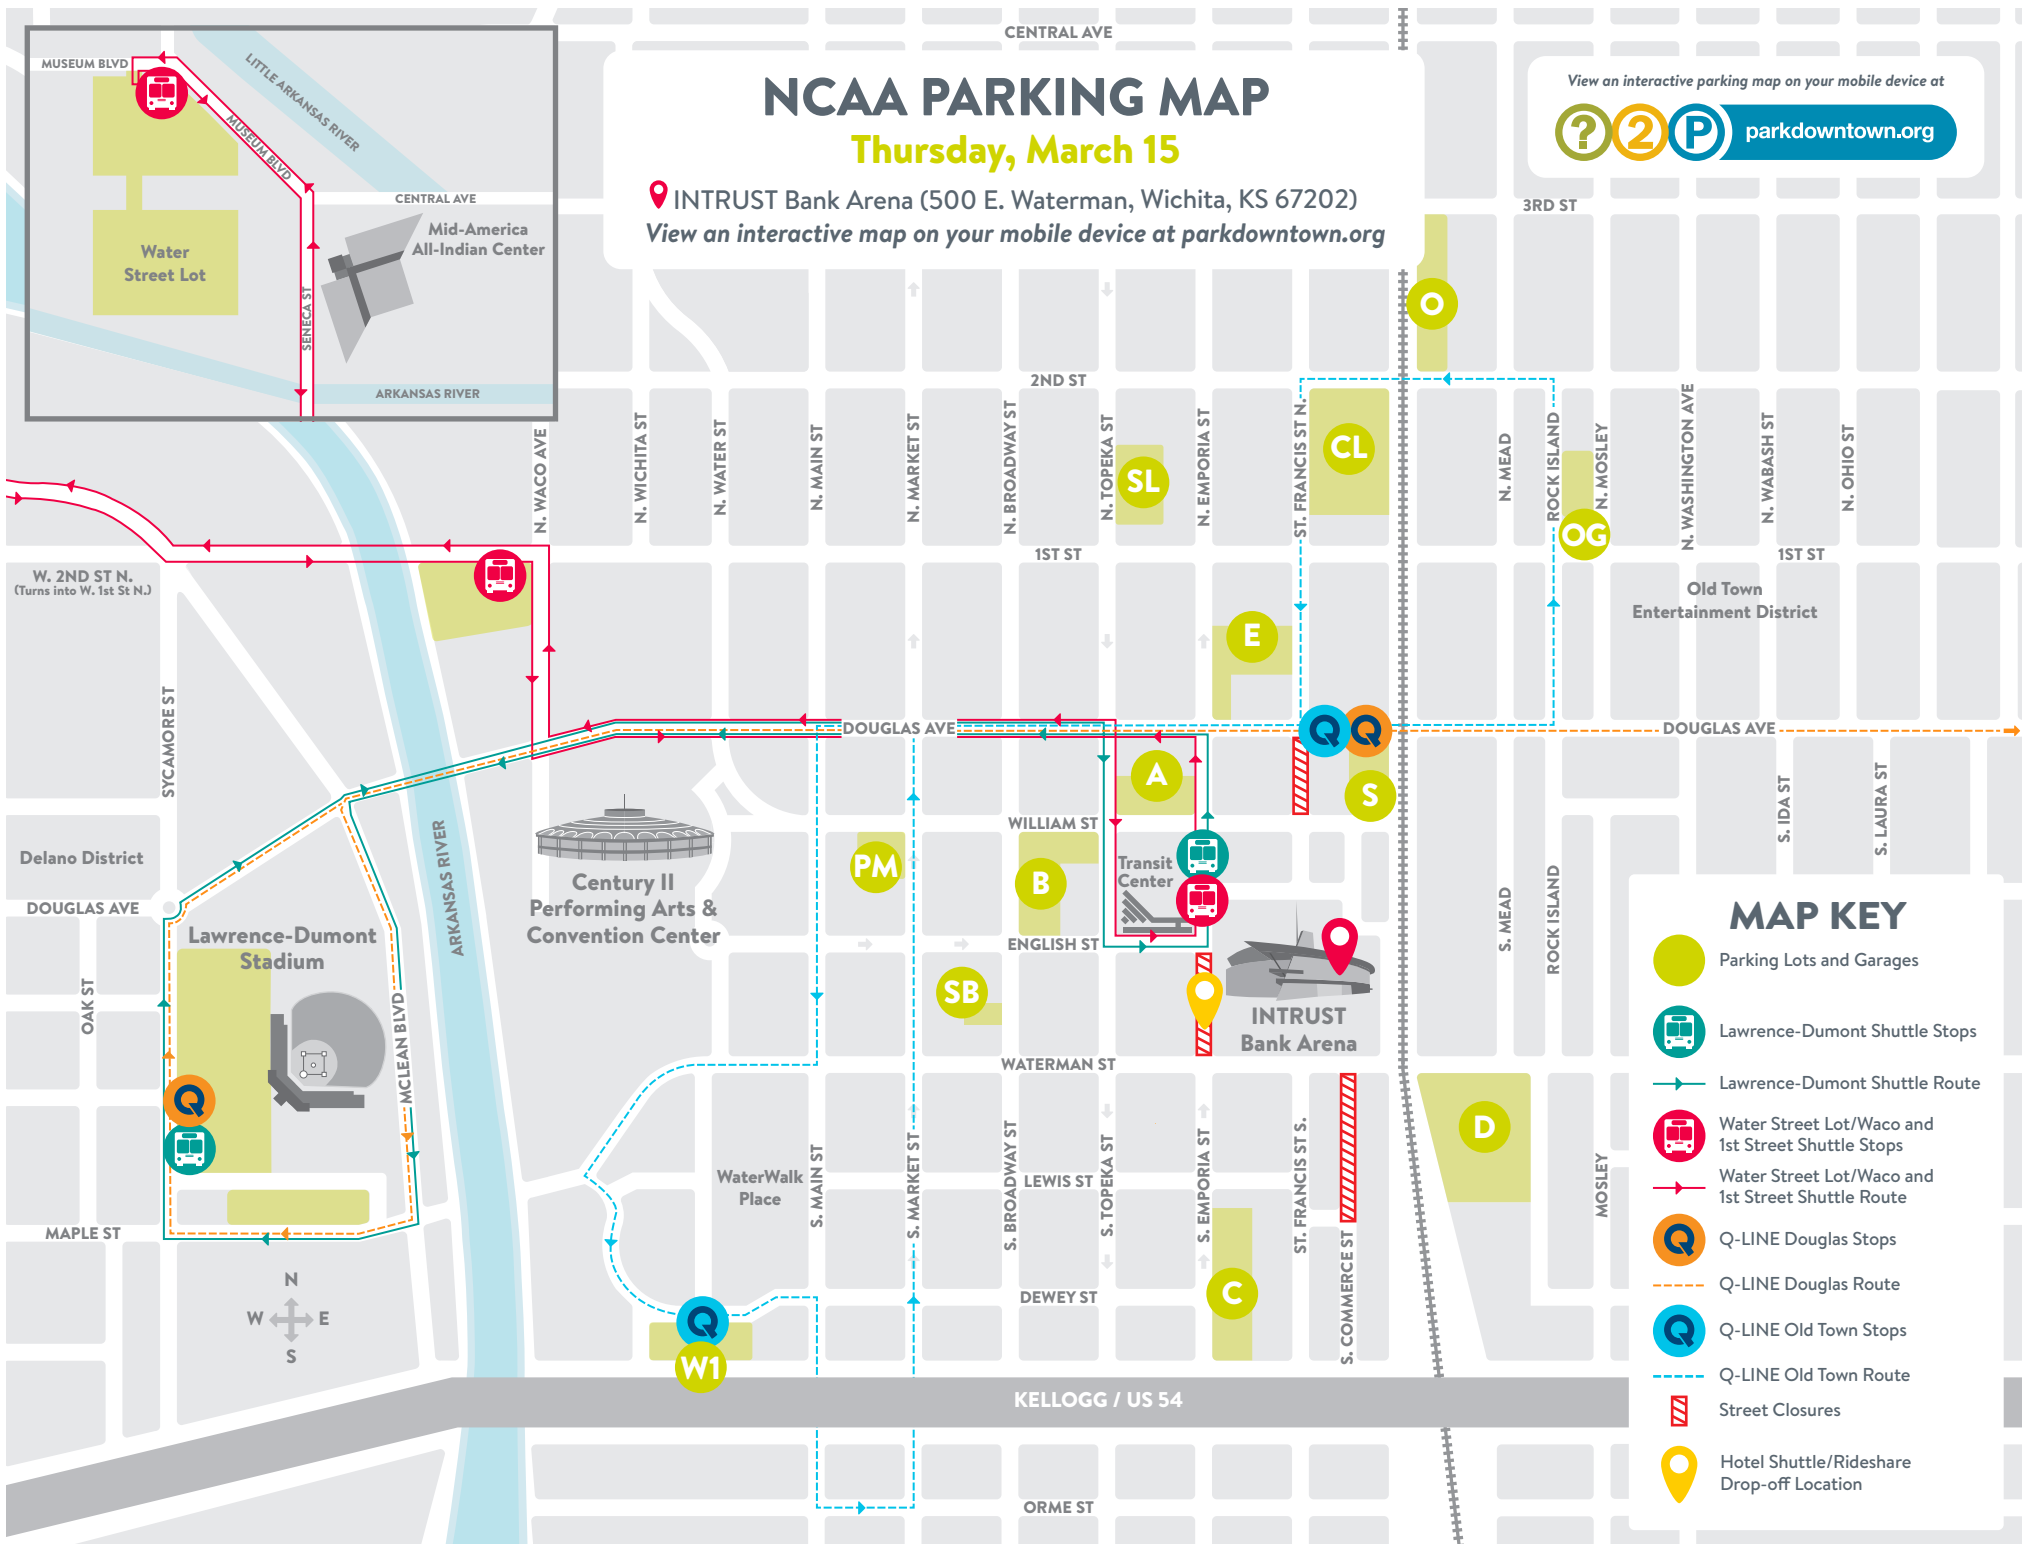 CENTRAL AVE
NCAA PARKING MAP
Thursday, March 15
INTRUST Bank Arena (500 E. Waterman, Wichita, KS 67202)
View an interactive map on your mobile device at parkdowntown.org
View an interactive parking map on your mobile device at
? 2 P parkdowntown.org
MUSEUM BLVD
LITTLE ARKANSAS RIVER
MUSEUM BLVD
CENTRAL AVE
Mid-America
All-Indian Center
Water
Street Lot
SENECA ST
ARKANSAS RIVER
3RD ST
O
2ND ST
N. WACO AVE
N. WICHITA ST
N. WATER ST
N. MAIN ST
N. MARKET ST
N. BROADWAY ST
N. TOPEKA ST
SL
N. EMPORIA ST
ST. FRANCIS ST N.
CL
N. MEAD
ROCK ISLAND
N. MOSLEY
OG
N. WASHINGTON AVE
N. WABASH ST
N. OHIO ST
1ST ST
1ST ST
W. 2ND ST N.
(Turns into W. 1st St N.)
Old Town
Entertainment District
E
SYCAMORE ST
DOUGLAS AVE
Q
Q
DOUGLAS AVE
A
S
S. IDA ST
S. LAURA ST
WILLIAM ST
Delano District
ARKANSAS RIVER
PM
B
Transit
Center
Century II
Performing Arts &
Convention Center
DOUGLAS AVE
Lawrence-Dumont
Stadium
ENGLISH ST
S. MEAD
ROCK ISLAND
OAK ST
MCLEAN BLVD
SB
INTRUST
Bank Arena
WATERMAN ST
Q
D
WaterWalk
Place
S. MAIN ST
S. MARKET ST
S. BROADWAY ST
S. TOPEKA ST
S. EMPORIA ST
ST. FRANCIS ST S.
S. COMMERCE ST
MOSLEY
LEWIS ST
MAPLE ST
N
W E
S
DEWEY ST
C
Q
W1
KELLOGG / US 54
ORME ST
MAP KEY
Parking Lots and Garages
Lawrence-Dumont Shuttle Stops
Lawrence-Dumont Shuttle Route
Water Street Lot/Waco and
1st Street Shuttle Stops
Water Street Lot/Waco and
1st Street Shuttle Route
Q Q-LINE Douglas Stops
Q-LINE Douglas Route
Q Q-LINE Old Town Stops
Q-LINE Old Town Route
Street Closures
Hotel Shuttle/Rideshare
Drop-off Location